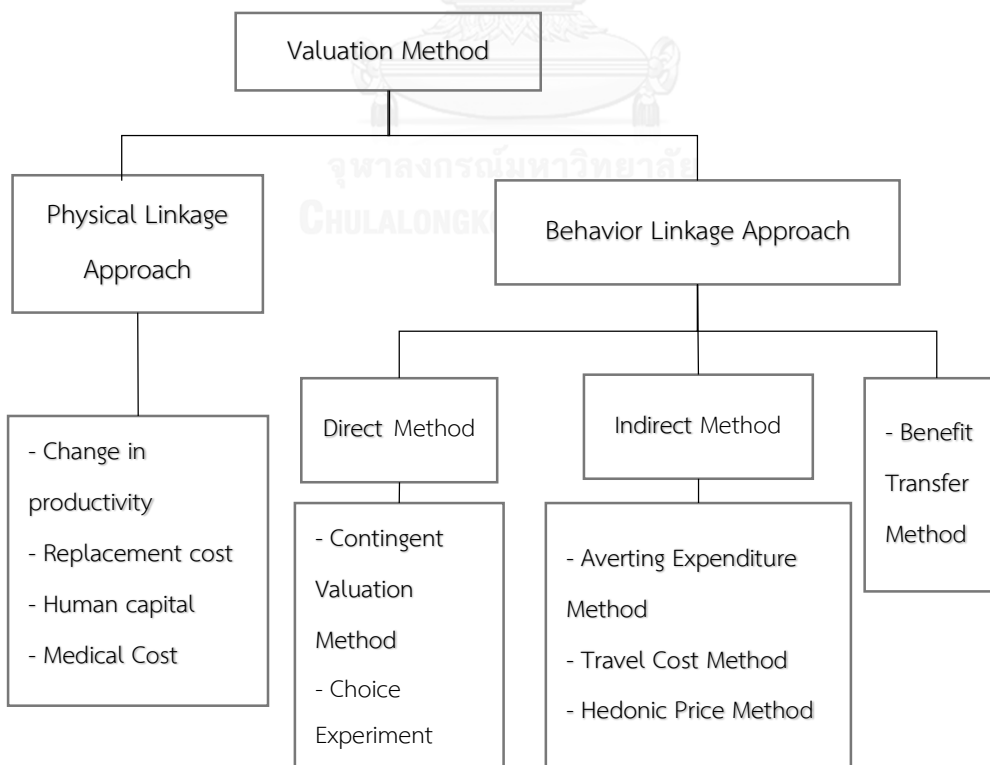 Valuation Method
จุฬาลงกรณ์มหาวิทยาลัย
CHULALONGK
Physical Linkage
Approach
Behavior Linkage Approach
Direct Method
Indirect Method
- Benefit
Transfer
Method
- Change in
productivity
- Replacement cost
- Human capital
- Medical Cost
- Contingent
Valuation
Method
- Choice
Experiment
- Averting Expenditure
Method
- Travel Cost Method
- Hedonic Price Method